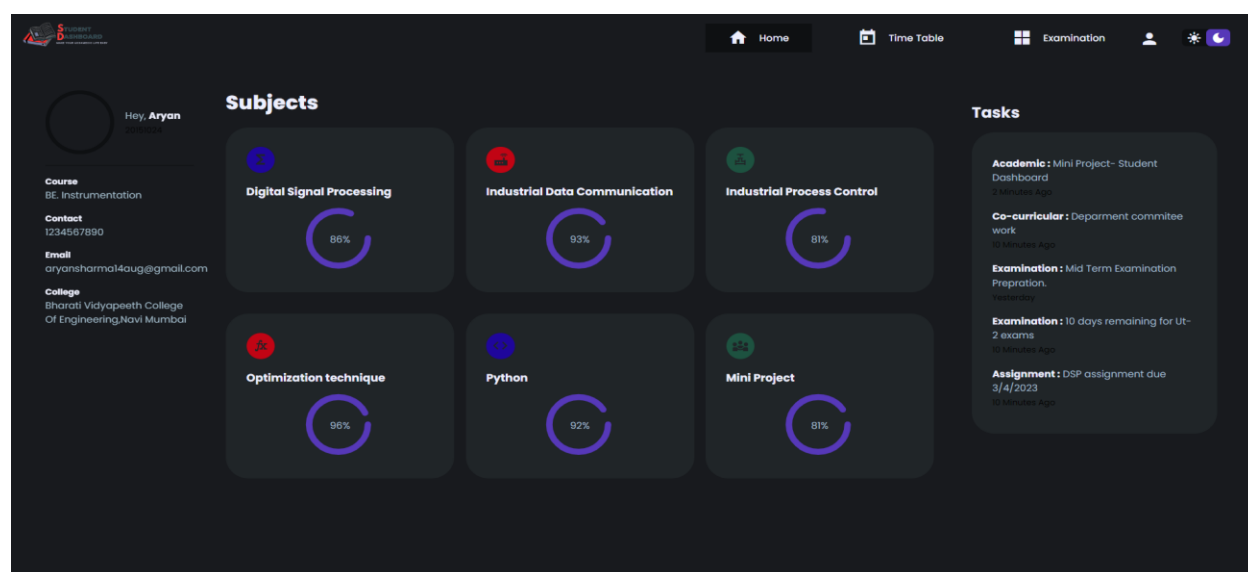 STUDENT
DASHBOARD
Home
Time Table
Examination
Hey, Aryan
Course
BE. Instrumentation
Contact
1234567890
Email
aryansharma14aug@gmail.com
College
Bharati Vidyapeeth College
Of Engineering,Navi Mumbai
Subjects
Digital Signal Processing
86%
Industrial Data Communication
93%
Industrial Process Control
81%
fx
Optimization technique
96%
Python
92%
Mini Project
81%
Tasks
Academic : Mini Project- Student
Dashboard
2 Minutes Ago
Co-curricular : Deparment commitee
work
10 Minutes Ago
Examination : Mid Term Examination
Prepration.
Yesterday
Examination : 10 days remaining for Ut-
2 exams
10 Minutes Ago
Assignment : DSP assignment due
3/4/2023
10 Minutes Ago